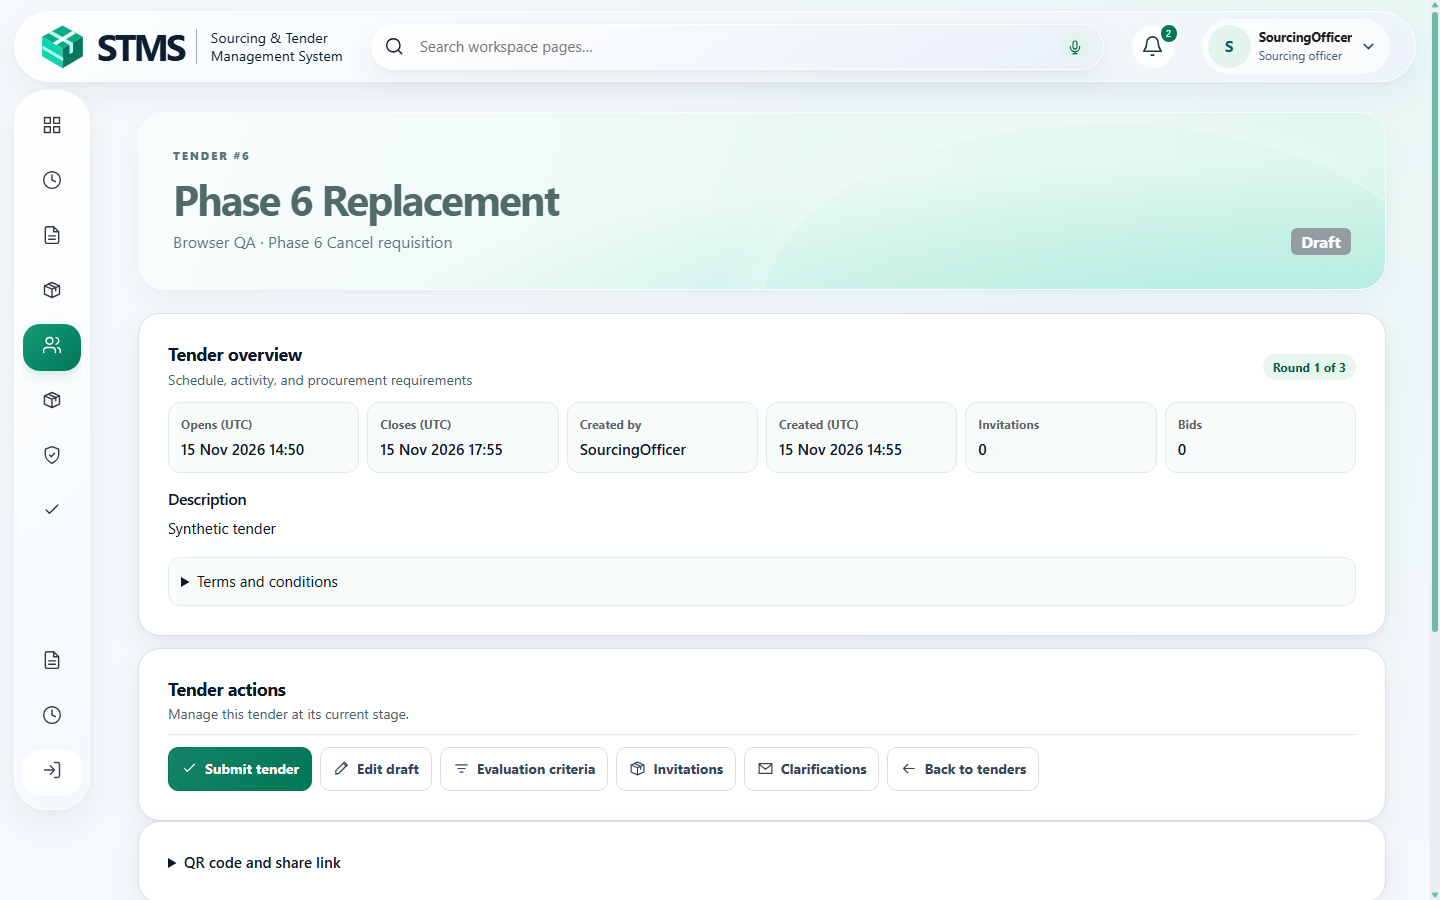 STMS
Sourcing & Tender
Management System
Search workspace pages...
2
S
SourcingOfficer
Sourcing officer
TENDER #6
Phase 6 Replacement
Browser QA · Phase 6 Cancel requisition
Draft
Tender overview
Schedule, activity, and procurement requirements
Round 1 of 3
Opens (UTC)
15 Nov 2026 14:50
Closes (UTC)
15 Nov 2026 17:55
Created by
SourcingOfficer
Created (UTC)
15 Nov 2026 14:55
Invitations
0
Bids
0
Description
Synthetic tender
Terms and conditions
Tender actions
Manage this tender at its current stage.
Submit tender
Edit draft
Evaluation criteria
Invitations
Clarifications
Back to tenders
QR code and share link